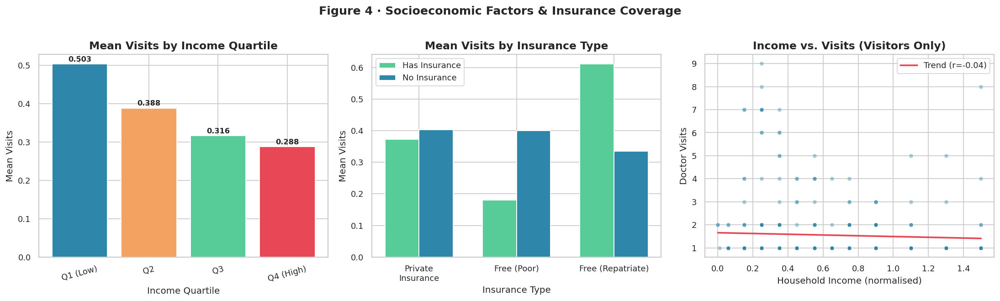 Figure 4 · Socioeconomic Factors & Insurance Coverage
Mean Visits by Income Quartile
0.503
0.388
0.316
0.288
0.5
0.4
0.3
0.2
0.1
0.0
Mean Visits
Q1 (Low)
Q2
Q3
Q4 (High)
Income Quartile
Mean Visits by Insurance Type
Has Insurance
No Insurance
0.6
0.5
0.4
0.3
0.2
0.1
0.0
Mean Visits
Private
Insurance
Free (Poor)
Free (Repatriate)
Insurance Type
Income vs. Visits (Visitors Only)
Trend (r=-0.04)
9
8
7
6
5
4
3
2
1
Doctor Visits
0.0
0.2
0.4
0.6
0.8
1.0
1.2
1.4
Household Income (normalised)